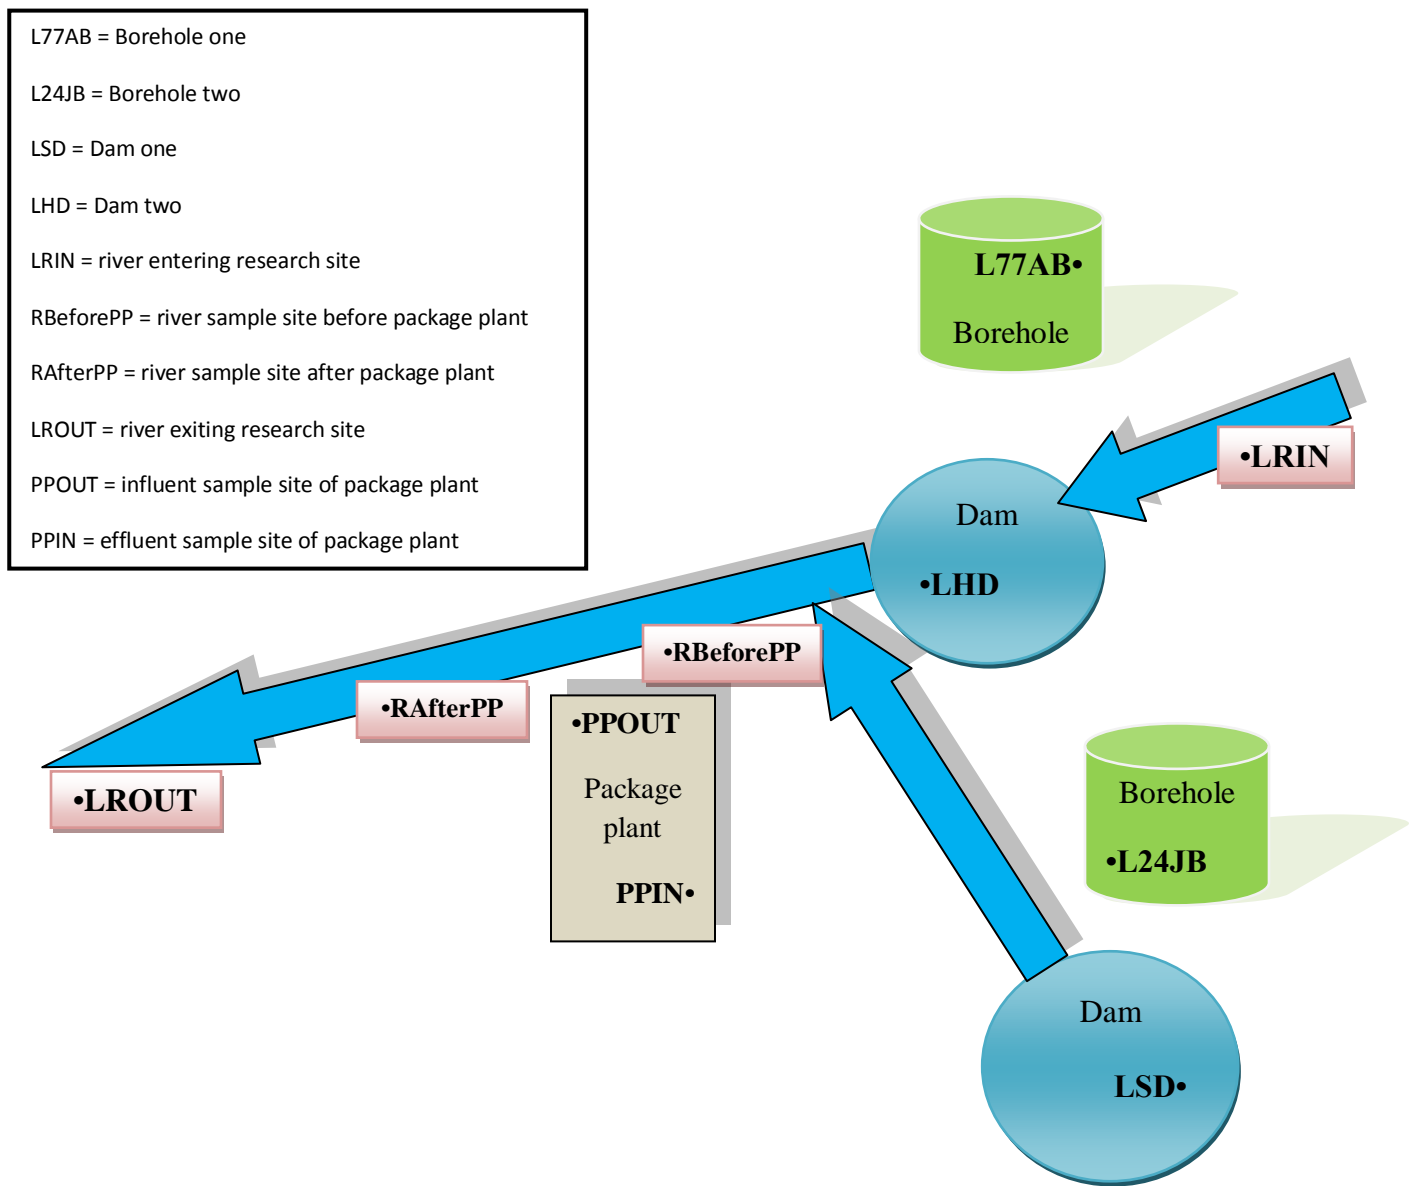 L77AB = Borehole one
L24JB = Borehole two
LSD = Dam one
LHD = Dam two
LRIN = river entering research site
RBeforePP = river sample site before package plant
RAfterPP = river sample site after package plant
LROUT = river exiting research site
PPOUT = influent sample site of package plant
PPIN = effluent sample site of package plant
L77AB•
Borehole
•LRIN
Dam
•LHD
•RBeforePP
•RAfterPP
•LROUT
•PPOUT
Package
plant
PPIN•
Borehole
•L24JB
Dam
LSD•